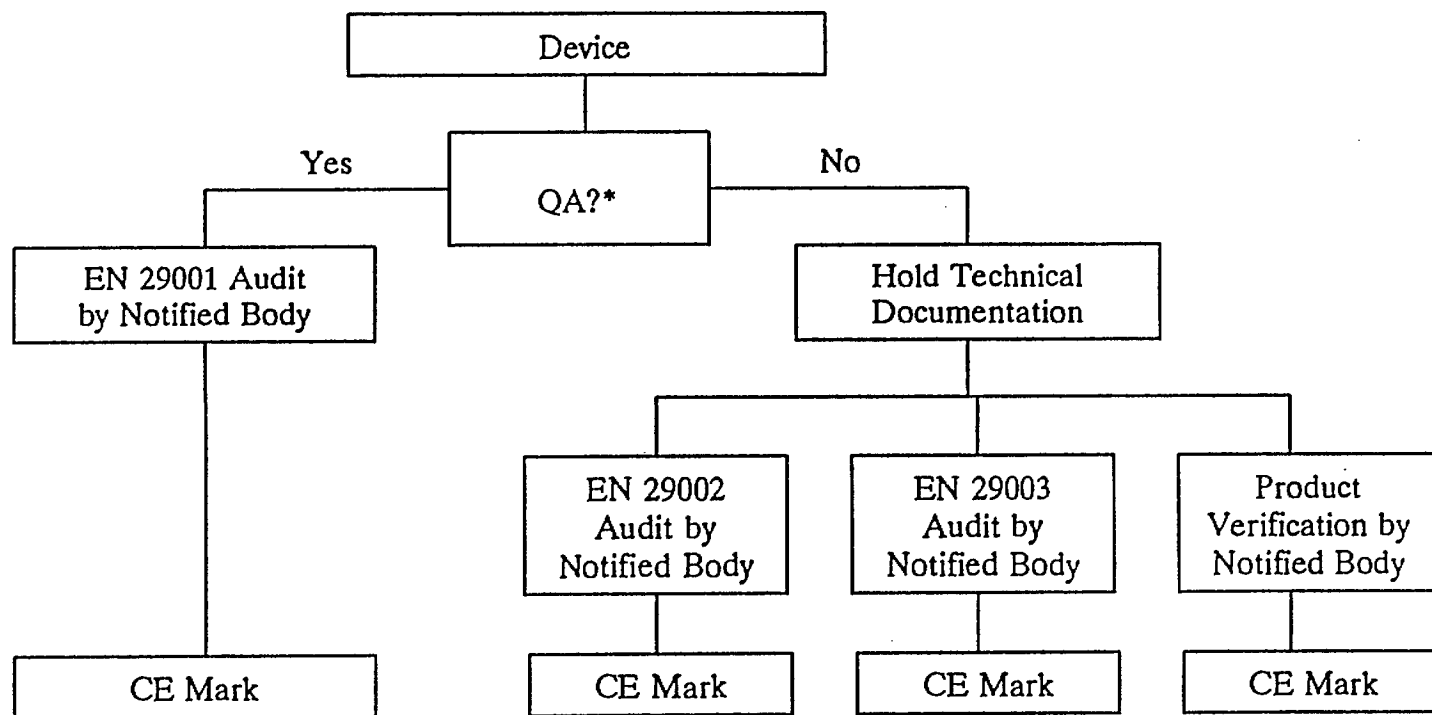 Device
Yes
No
QA?*
EN 29001 Audit
by Notified Body
Hold Technical
Documentation
EN 29002
Audit by
Notified Body
EN 29003
Audit by
Notified Body
Product
Verification by
Notified Body
CE Mark
CE Mark
CE Mark
CE Mark